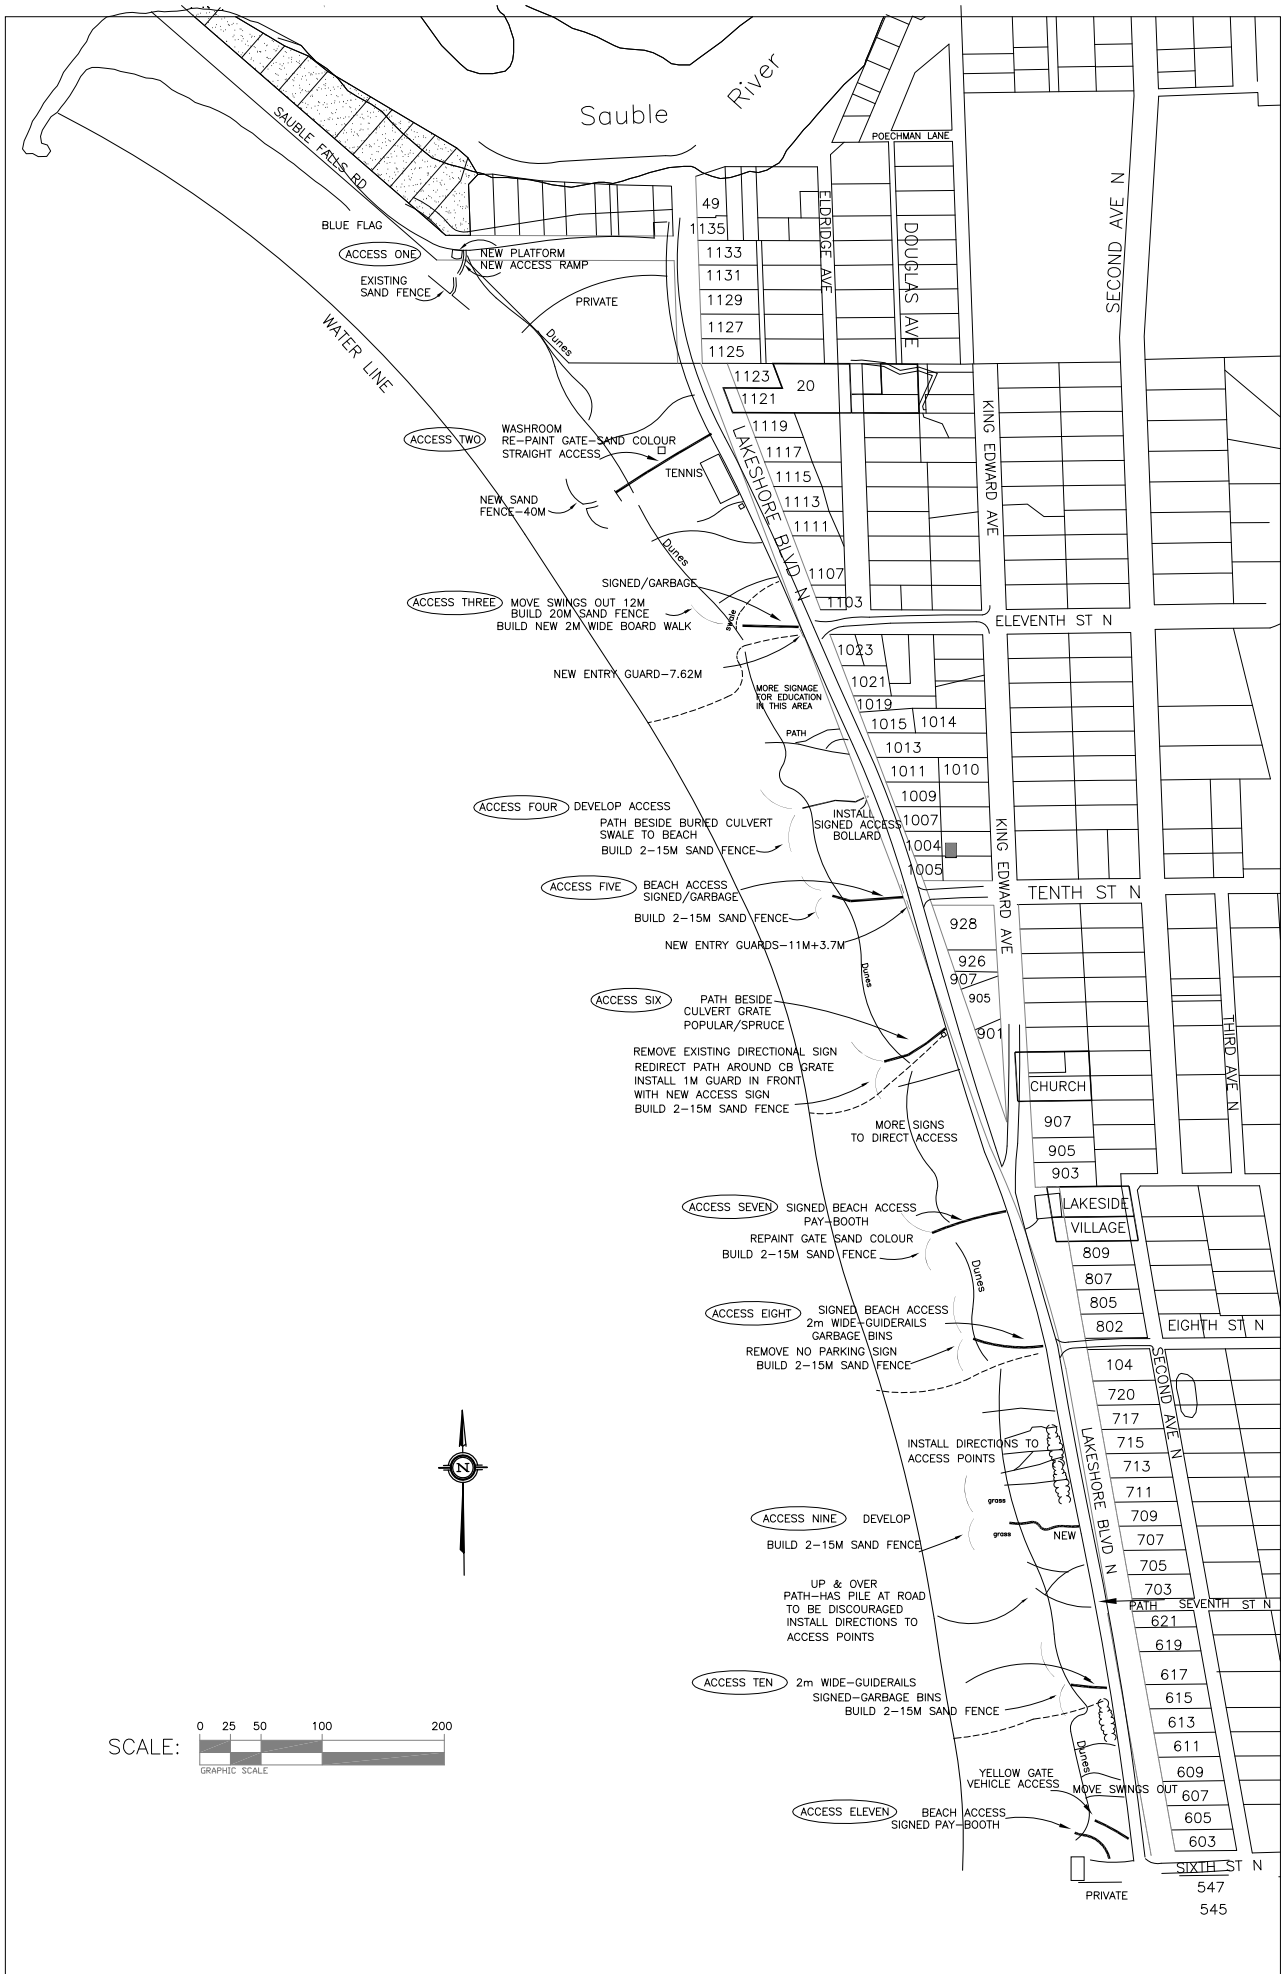 Sauble
River
SAUBLE FALLS RD
POECHMAN LANE
SECOND AVE N
ELDRIDGE AVE
DOUGLAS AVE
BLUE FLAG
ACCESS ONE
NEW PLATFORM
NEW ACCESS RAMP
EXISTING
SAND FENCE
PRIVATE
WATER LINE
Dunes
49
1135
1133
1131
1129
1127
1125
1123
20
1121
1119
1117
1115
1113
1111
1107
1103
KING EDWARD AVE
LAKESHORE BLVD N
ACCESS TWO
WASHROOM
RE-PAINT GATE-SAND COLOUR
STRAIGHT ACCESS
TENNIS
NEW SAND
FENCE-40M
Dunes
SIGNED/GARBAGE
ACCESS THREE
MOVE SWINGS OUT 12M
BUILD 20M SAND FENCE
BUILD NEW 2M WIDE BOARD WALK
swale
ELEVENTH ST N
NEW ENTRY GUARD-7.62M
MORE SIGNAGE
FOR EDUCATION
IN THIS AREA
PATH
1023
1021
1019
1015
1014
1013
1011
1010
1009
1007
1004
1005
ACCESS FOUR
DEVELOP ACCESS
PATH BESIDE BURIED CULVERT
SWALE TO BEACH
BUILD 2-15M SAND FENCE
INSTALL
SIGNED ACCESS
BOLLARD
KING EDWARD AVE
ACCESS FIVE
BEACH ACCESS
SIGNED/GARBAGE
BUILD 2-15M SAND FENCE
NEW ENTRY GUARDS-11M+3.7M
TENTH ST N
928
926
907
905
901
Dunes
ACCESS SIX
PATH BESIDE
CULVERT GRATE
POPULAR/SPRUCE
REMOVE EXISTING DIRECTIONAL SIGN
REDIRECT PATH AROUND CB GRATE
INSTALL 1M GUARD IN FRONT
WITH NEW ACCESS SIGN
BUILD 2-15M SAND FENCE
THIRD AVE N
CHURCH
907
905
903
MORE SIGNS
TO DIRECT ACCESS
ACCESS SEVEN
SIGNED BEACH ACCESS
PAY-BOOTH
REPAINT GATE SAND COLOUR
BUILD 2-15M SAND FENCE
LAKESIDE
VILLAGE
809
807
805
802
Dunes
ACCESS EIGHT
SIGNED BEACH ACCESS
2m WIDE-GUIDERAILS
GARBAGE BINS
REMOVE NO PARKING SIGN
BUILD 2-15M SAND FENCE
EIGHTH ST N
SECOND AVE N
104
720
717
715
713
711
709
707
705
703
LAKESHORE BLVD N
INSTALL DIRECTIONS TO
ACCESS POINTS
grass
ACCESS NINE
DEVELOP
grass
NEW
BUILD 2-15M SAND FENCE
UP & OVER
PATH-HAS PILE AT ROAD
TO BE DISCOURAGED
INSTALL DIRECTIONS TO
ACCESS POINTS
PATH
SEVENTH ST N
621
619
617
615
613
611
609
607
605
603
ACCESS TEN
2m WIDE-GUIDERAILS
SIGNED-GARBAGE BINS
BUILD 2-15M SAND FENCE
Dunes
YELLOW GATE
VEHICLE ACCESS
MOVE SWINGS OUT
ACCESS ELEVEN
BEACH ACCESS
SIGNED PAY-BOOTH
SIXTH ST N
PRIVATE
547
545
N
SCALE:
0 25 50 100 200
GRAPHIC SCALE